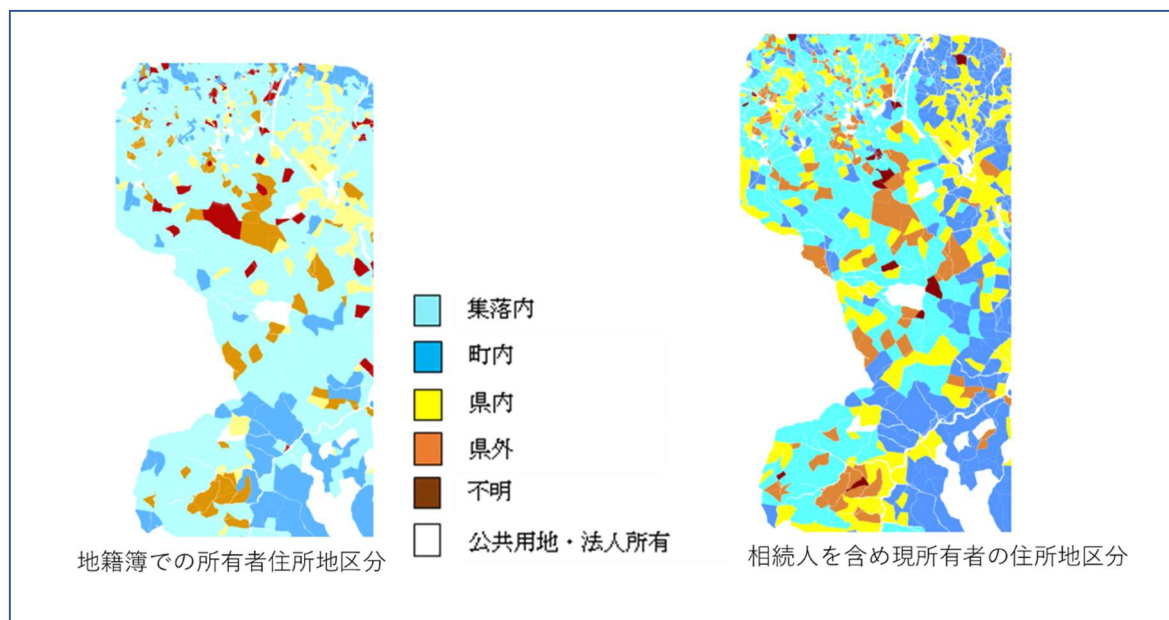 集落内
町内
県内
県外
不明
公共用地・法人所有
地籍簿での所有者住所地区分
相続人を含め現所有者の住所地区分